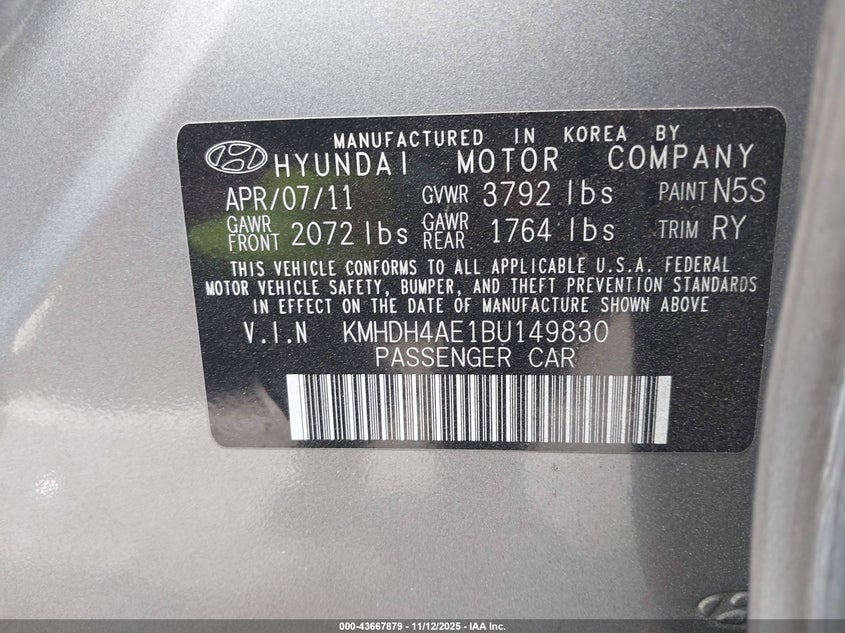 MANUFACTURED IN KOREA BY
HYUNDAI MOTOR COMPANY
APR/07/11 GVWR 3792 lbs PAINT N5S
GAWR FRONT 2072 lbs GAWR REAR 1764 lbs TRIM RY
THIS VEHICLE CONFORMS TO ALL APPLICABLE U.S.A. FEDERAL
MOTOR VEHICLE SAFETY, BUMPER, AND THEFT PREVENTION STANDARDS
IN EFFECT ON THE DATE OF MANUFACTURE SHOWN ABOVE
V.I.N KMHDH4AE1BU149830
PASSENGER CAR
000-43667879 - 11/12/2025 - IAA Inc.